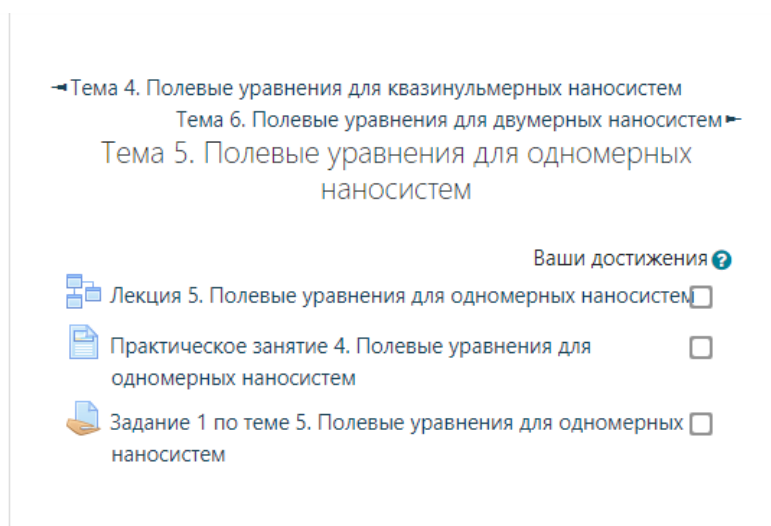 Тема 4. Полевые уравнения для квазинульмерных наносистем
Тема 6. Полевые уравнения для двумерных наносистем
Тема 5. Полевые уравнения для одномерных
наносистем
Ваши достижения
Лекция 5. Полевые уравнения для одномерных наносистем
Практическое занятие 4. Полевые уравнения для
одномерных наносистем
Задание 1 по теме 5. Полевые уравнения для одномерных
наносистем